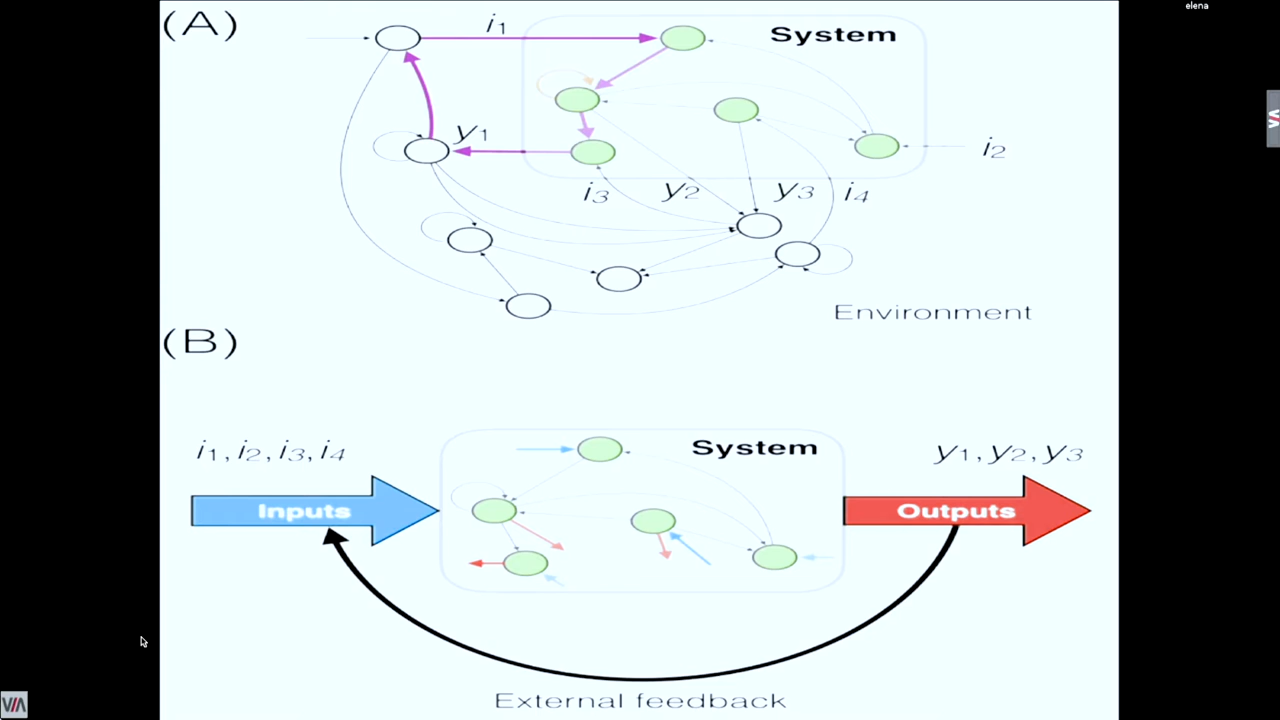 elena
(A)
i1
System
y1
i2
i3
y2
y3
i4
Environment
(B)
i1, i2, i3, i4
System
y1, y2, y3
Inputs
Outputs
External feedback
VIA